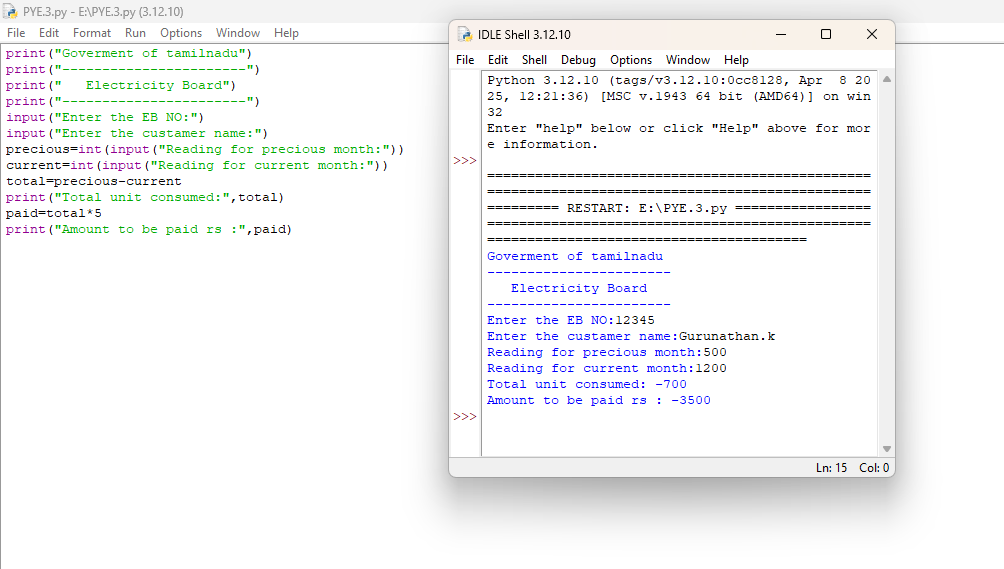 PYE.3.py - E:\PYE.3.py (3.12.10)
File Edit Format Run Options Window Help
print("Goverment of tamilnadu")
print("-----------------------")
print("   Electricity Board")
print("-----------------------")
input("Enter the EB NO:")
input("Enter the custamer name:")
precious=int(input("Reading for precious month:"))
current=int(input("Reading for current month:"))
total=precious-current
print("Total unit consumed:",total)
paid=total*5
print("Amount to be paid rs :",paid)
IDLE Shell 3.12.10
File Edit Shell Debug Options Window Help
Python 3.12.10 (tags/v3.12.10:0cc8128, Apr  8 20
25, 12:21:36) [MSC v.1943 64 bit (AMD64)] on win
32
Enter "help" below or click "Help" above for mor
e information.
>>>
================================================
================================================
========= RESTART: E:\PYE.3.py =================
================================================
========================================
Goverment of tamilnadu
-----------------------
   Electricity Board
-----------------------
Enter the EB NO:12345
Enter the custamer name:Gurunathan.k
Reading for precious month:500
Reading for current month:1200
Total unit consumed: -700
Amount to be paid rs : -3500
>>>
Ln: 15 Col: 0